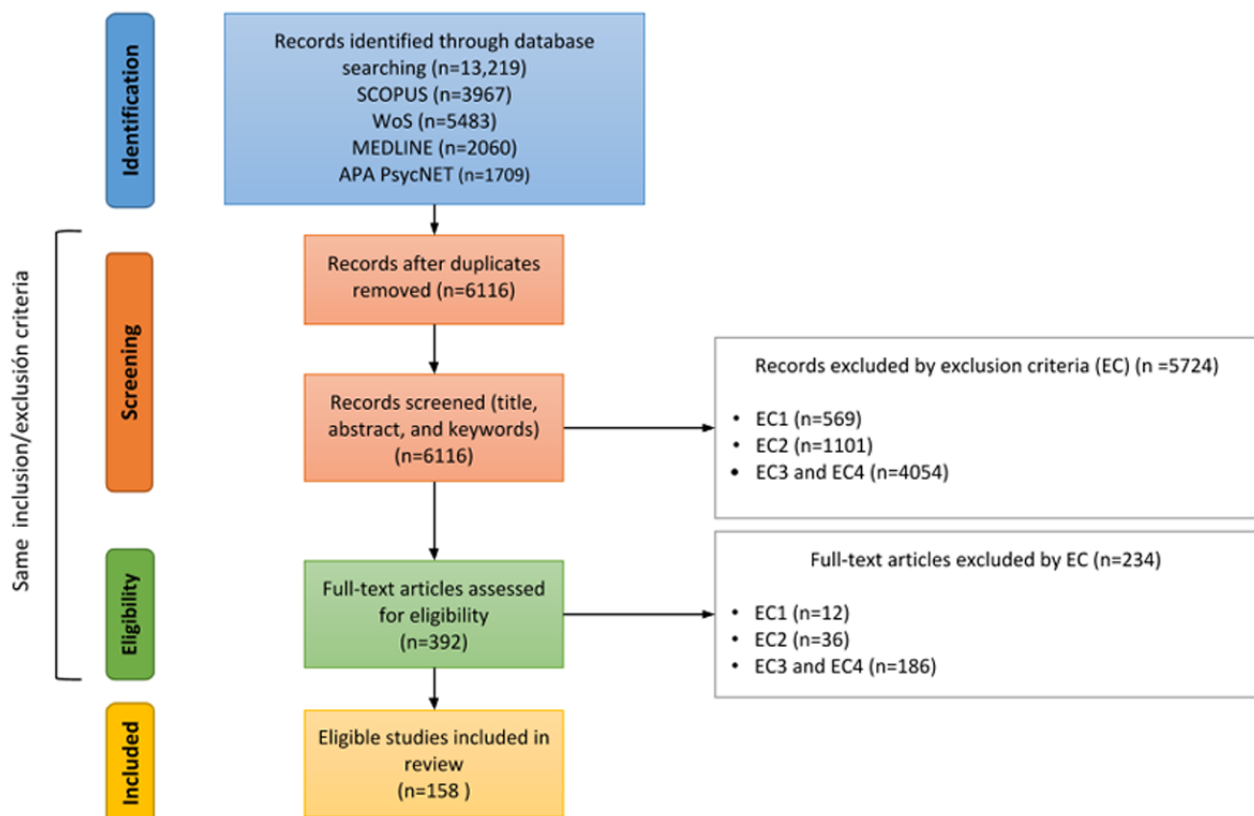 Same inclusion/exclusión criteria
Identification
Records identified through database
searching (n=13,219)
SCOPUS (n=3967)
WoS (n=5483)
MEDLINE (n=2060)
APA PsycNET (n=1709)
Screening
Records after duplicates
removed (n=6116)
Records screened (title,
abstract, and keywords)
(n=6116)
Records excluded by exclusion criteria (EC) (n =5724)
• EC1 (n=569)
• EC2 (n=1101)
• EC3 and EC4 (n=4054)
Eligibility
Full-text articles assessed
for eligibility
(n=392)
Full-text articles excluded by EC (n=234)
• EC1 (n=12)
• EC2 (n=36)
• EC3 and EC4 (n=186)
Included
Eligible studies included in
review
(n=158 )